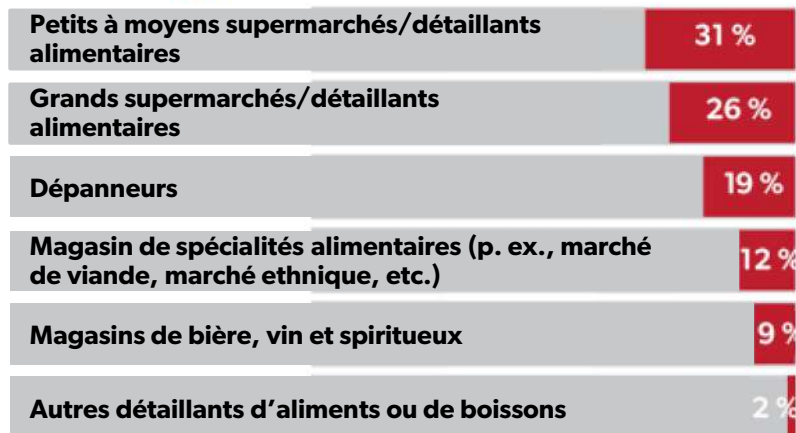 Petits à moyens supermarchés/détaillants
alimentaires
31 %
Grands supermarchés/détaillants
alimentaires
26 %
Dépanneurs
19 %
Magasin de spécialités alimentaires (p. ex., marché
de viande, marché ethnique, etc.)
12 %
Magasins de bière, vin et spiritueux
9 %
Autres détaillants d’aliments ou de boissons
2 %